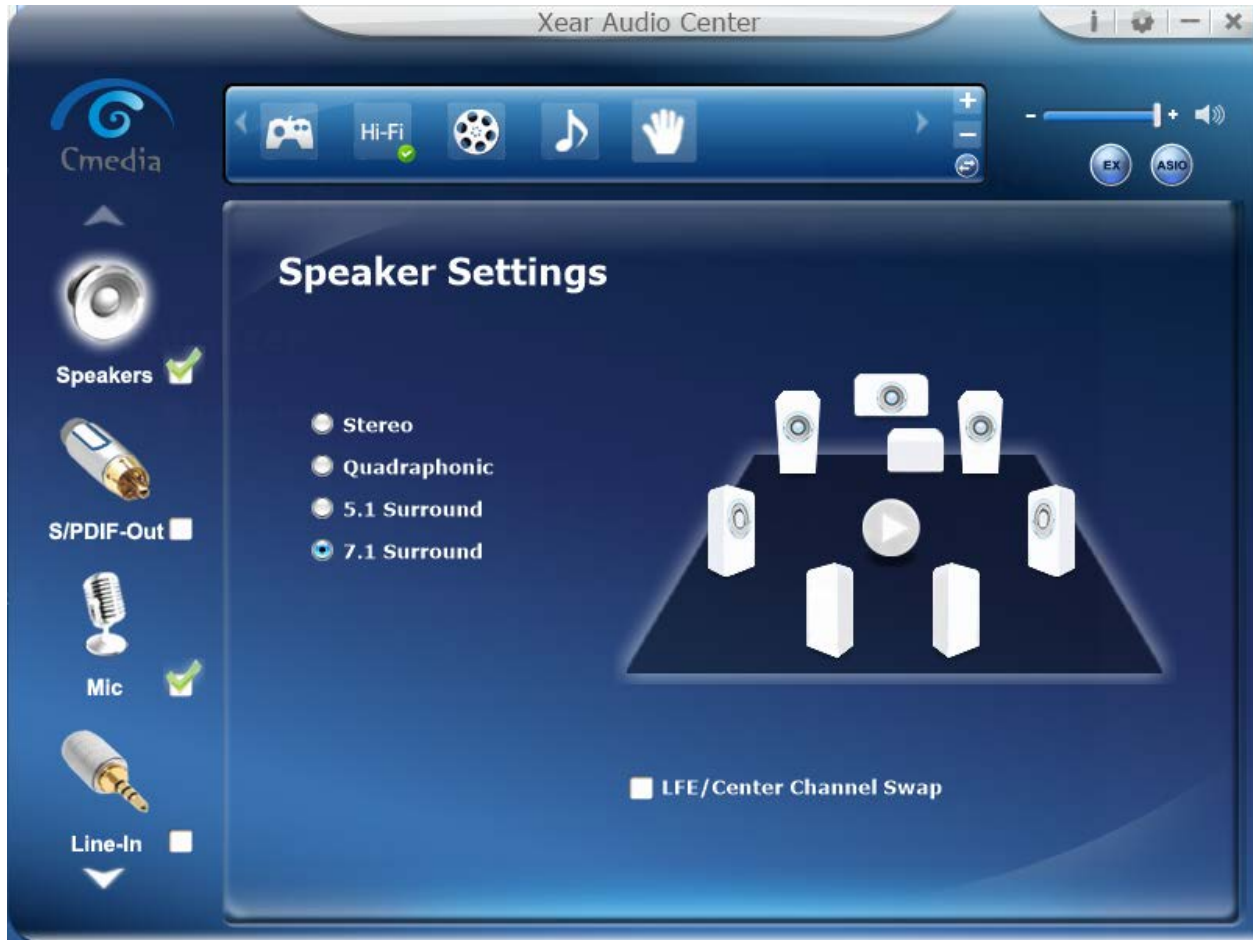 Xear Audio Center
i
Cmedia
Hi-Fi
EX
ASIO
Speakers
S/PDIF-Out
Mic
Line-In
Speaker Settings
Stereo
Quadraphonic
5.1 Surround
7.1 Surround
LFE/Center Channel Swap